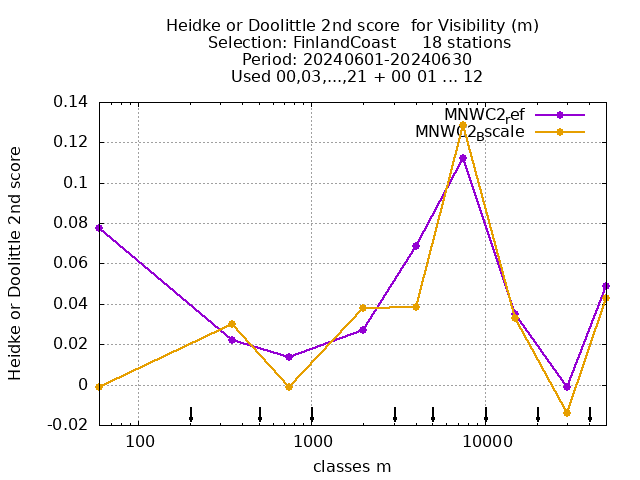 Heidke or Doolittle 2nd score for Visibility (m)
Selection: FinlandCoast 18 stations
Period: 20240601-20240630
Used 00,03,...,21 + 00 01 ... 12
Heidke or Doolittle 2nd score
0.14
0.12
0.1
0.08
0.06
0.04
0.02
0
-0.02
MNWC2ref
MNWC2Bscale
100
1000
10000
classes m